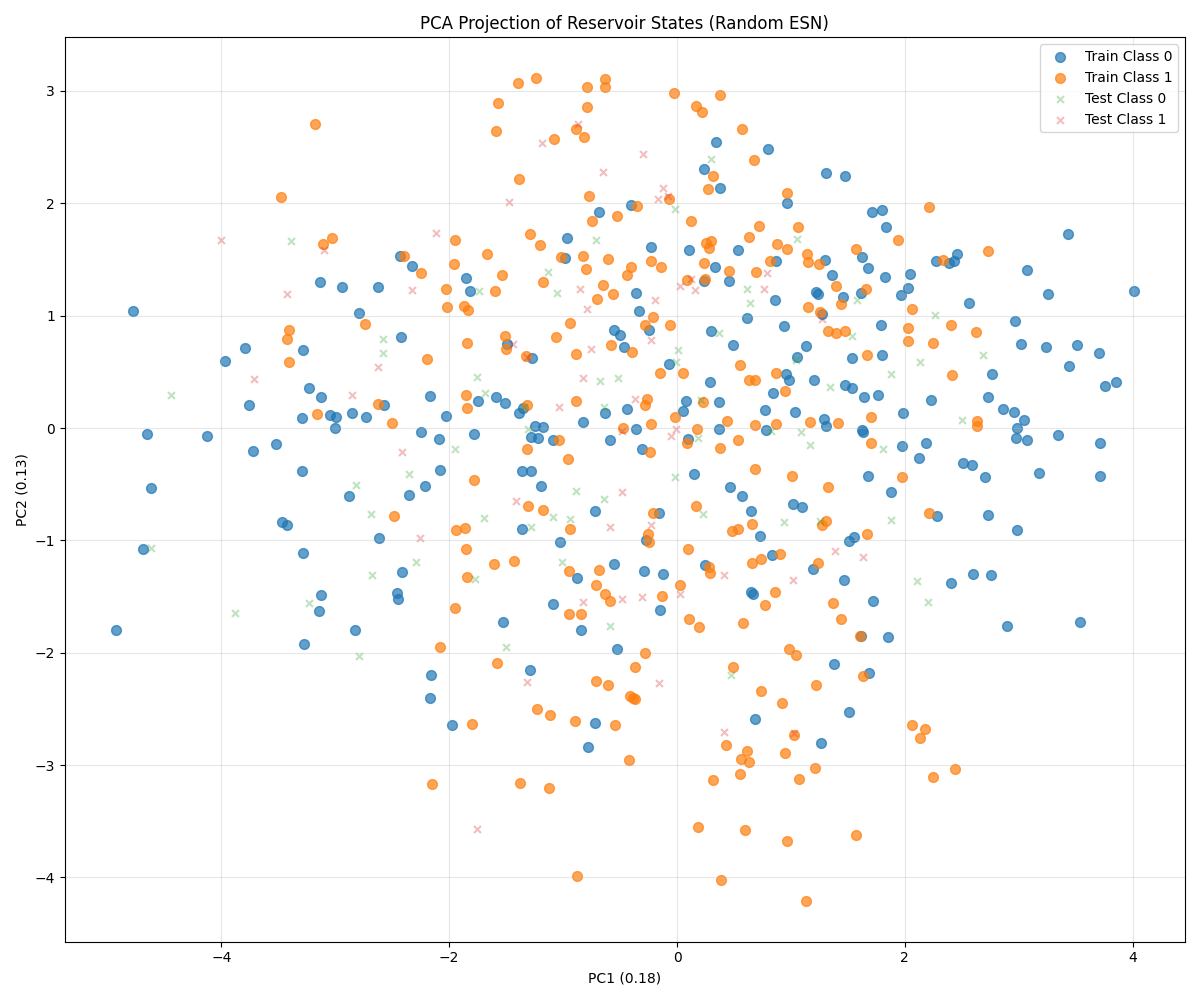 PCA Projection of Reservoir States (Random ESN)
Train Class 0
Train Class 1
Test Class 0
Test Class 1
3
2
1
0
−1
−2
−3
−4
PC2 (0.13)
−4
−2
0
2
4
PC1 (0.18)